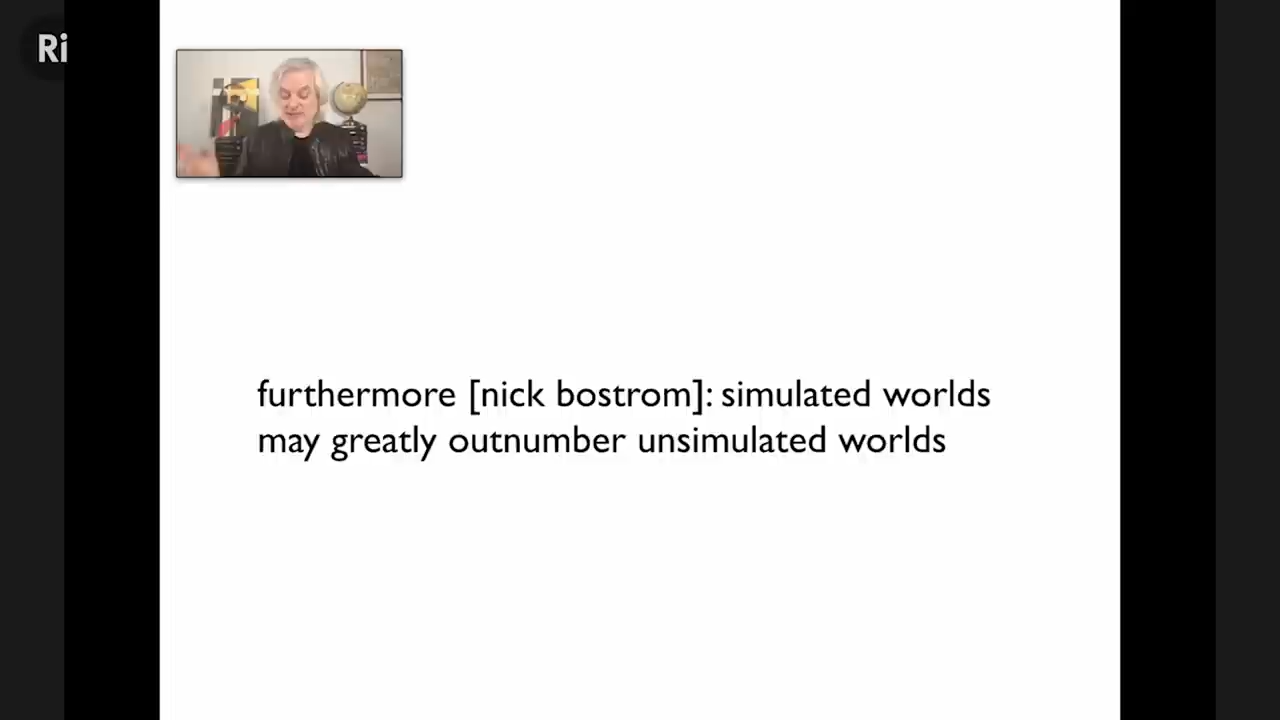 Ri
furthermore [nick bostrom]: simulated worlds
may greatly outnumber unsimulated worlds